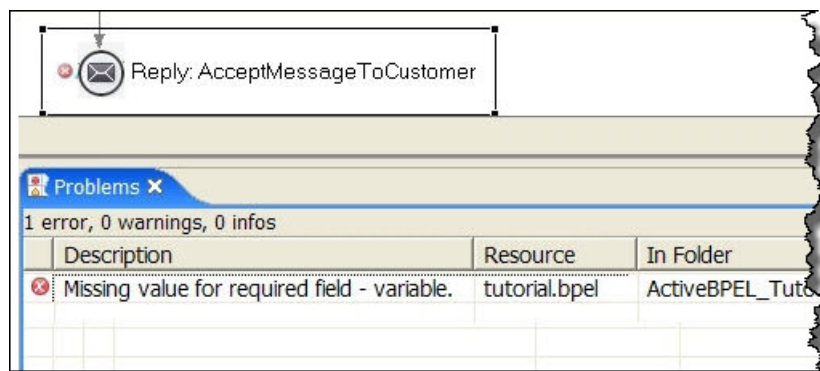 Reply: AcceptMessageToCustomer
Problems
1 error, 0 warnings, 0 infos
Description Resource In Folder
Missing value for required field - variable. tutorial.bpel ActiveBPEL_Tuto